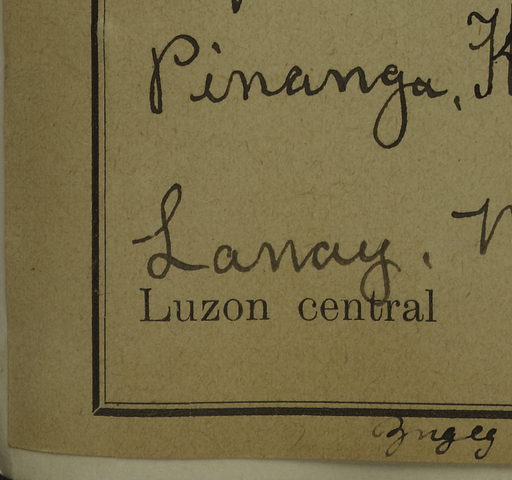 Pinanga, K
Lanay. N
Luzon central